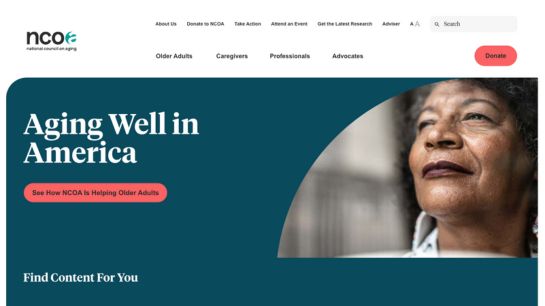 About Us Donate to NCOA Take Action Attend an Event Get the Latest Research Adviser A A Search
ncoa
national council on aging
Older Adults Caregivers Professionals Advocates Donate
Aging Well in
America
See How NCOA Is Helping Older Adults
Find Content For You